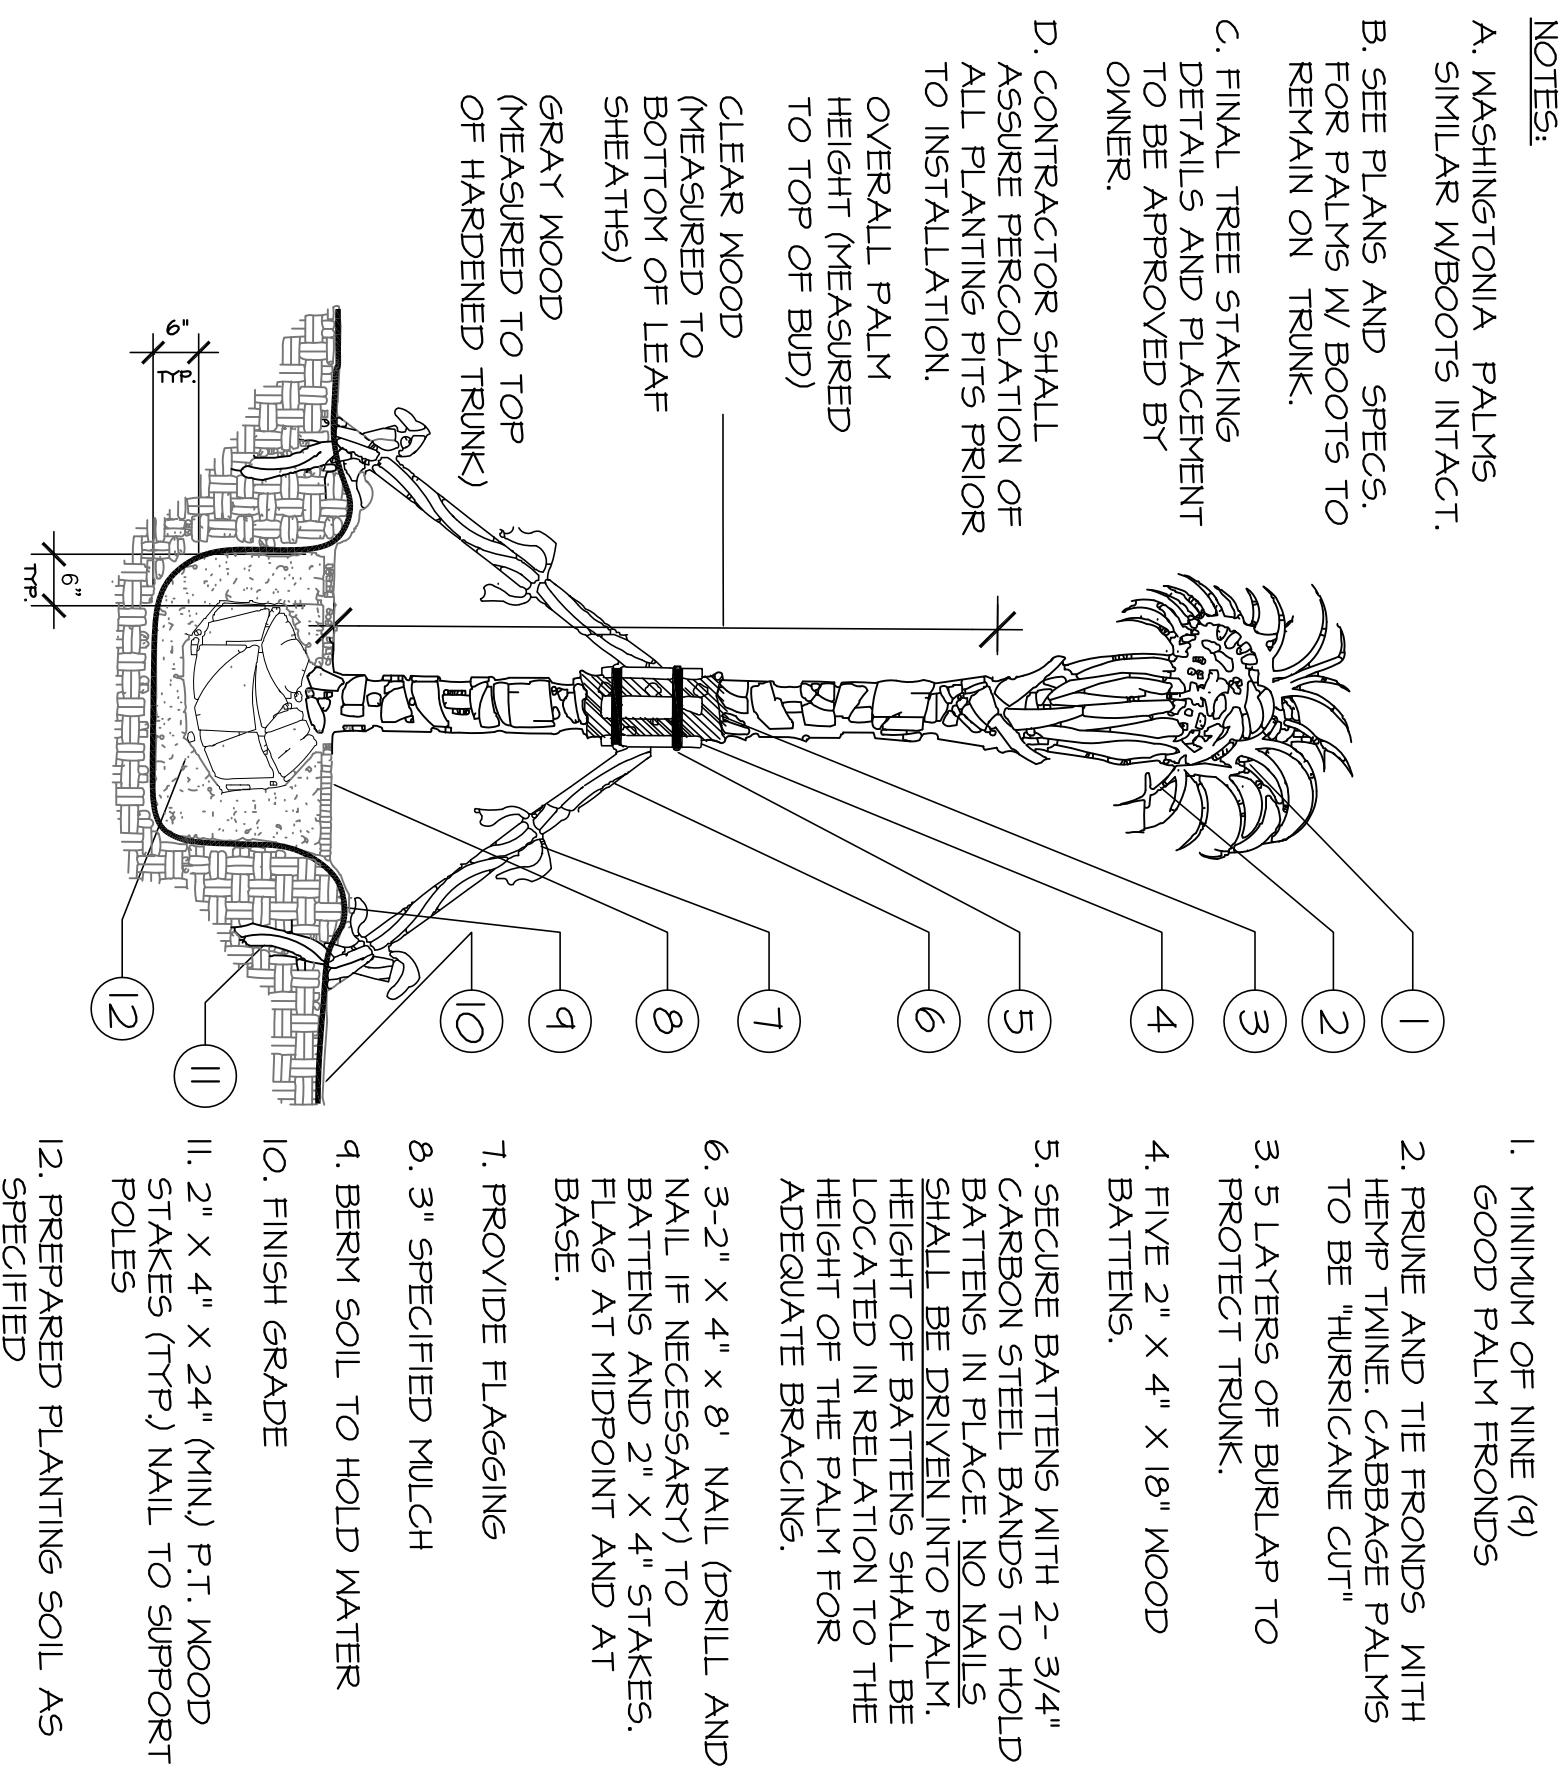 NOTES:
A. WASHINGTONIA PALMS
SIMILAR W/BOOTS INTACT.
B. SEE PLANS AND SPECS.
FOR PALMS W/ BOOTS TO
REMAIN ON TRUNK.
C. FINAL TREE STAKING
DETAILS AND PLACEMENT
TO BE APPROVED BY
OWNER.
D. CONTRACTOR SHALL
ASSURE PERCOLATION OF
ALL PLANTING PITS PRIOR
TO INSTALLATION.
OVERALL PALM
HEIGHT (MEASURED
TO TOP OF BUD)
CLEAR WOOD
(MEASURED TO
BOTTOM OF LEAF
SHEATHS)
GRAY WOOD
(MEASURED TO TOP
OF HARDENED TRUNK)
6"
TYP.
6"
TYP.
1
2
3
4
5
6
7
8
9
10
11
12
1. MINIMUM OF NINE (9)
GOOD PALM FRONDS
2. PRUNE AND TIE FRONDS WITH
HEMP TWINE. CABBAGE PALMS
TO BE "HURRICANE CUT"
3. 5 LAYERS OF BURLAP TO
PROTECT TRUNK.
4. FIVE 2" X 4" X 18" WOOD
BATTENS.
5. SECURE BATTENS WITH 2- 3/4"
CARBON STEEL BANDS TO HOLD
BATTENS IN PLACE. NO NAILS
SHALL BE DRIVEN INTO PALM.
HEIGHT OF BATTENS SHALL BE
LOCATED IN RELATION TO THE
HEIGHT OF THE PALM FOR
ADEQUATE BRACING.
6. 3-2" X 4" x 8' NAIL (DRILL AND
NAIL IF NECESSARY) TO
BATTENS AND 2" X 4" STAKES.
FLAG AT MIDPOINT AND AT
BASE.
7. PROVIDE FLAGGING
8. 3" SPECIFIED MULCH
9. BERM SOIL TO HOLD WATER
10. FINISH GRADE
11. 2" X 4" X 24" (MIN.) P.T. WOOD
STAKES (TYP.) NAIL TO SUPPORT
POLES
12. PREPARED PLANTING SOIL AS
SPECIFIED